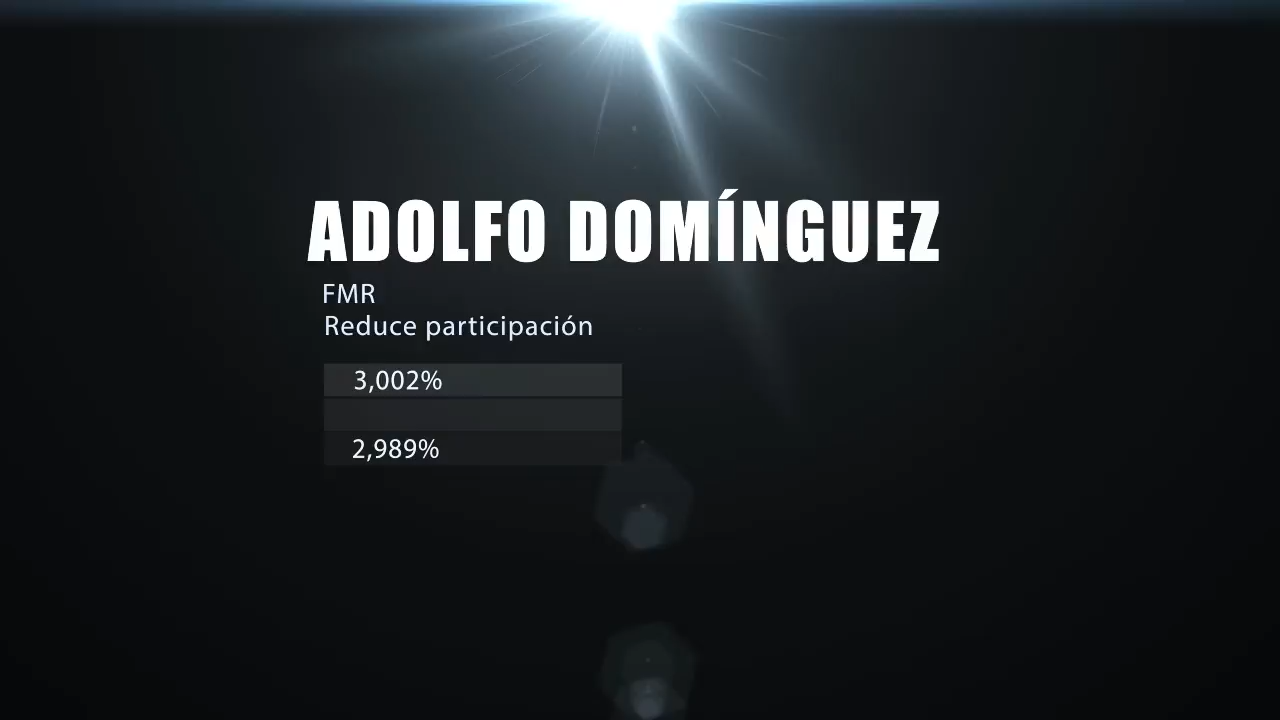 ADOLFO DOMÍNGUEZ
FMR
Reduce participación
3,002%
2,989%